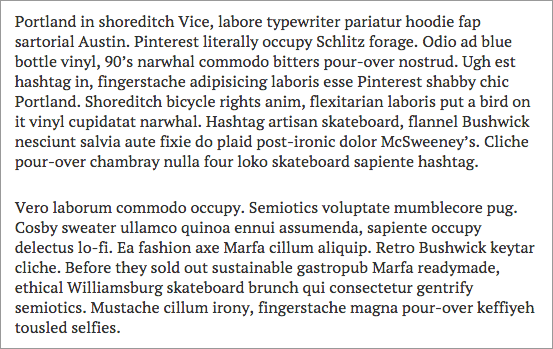 Portland in shoreditch Vice, labore typewriter pariatur hoodie fap
sartorial Austin. Pinterest literally occupy Schlitz forage. Odio ad blue
bottle vinyl, 90’s narwhal commodo bitters pour-over nostrud. Ugh est
hashtag in, fingerstache adipisicing laboris esse Pinterest shabby chic
Portland. Shoreditch bicycle rights anim, flexitarian laboris put a bird on
it vinyl cupidatat narwhal. Hashtag artisan skateboard, flannel Bushwick
nesciunt salvia aute fixie do plaid post-ironic dolor McSweeney’s. Cliche
pour-over chambray nulla four loko skateboard sapiente hashtag.

Vero laborum commodo occupy. Semiotics voluptate mumblecore pug.
Cosby sweater ullamco quinoa ennui assumenda, sapiente occupy
delectus lo-fi. Ea fashion axe Marfa cillum aliquip. Retro Bushwick keytar
cliche. Before they sold out sustainable gastropub Marfa readymade,
ethical Williamsburg skateboard brunch qui consectetur gentrify
semiotics. Mustache cillum irony, fingerstache magna pour-over keffiyeh
tousled selfies.